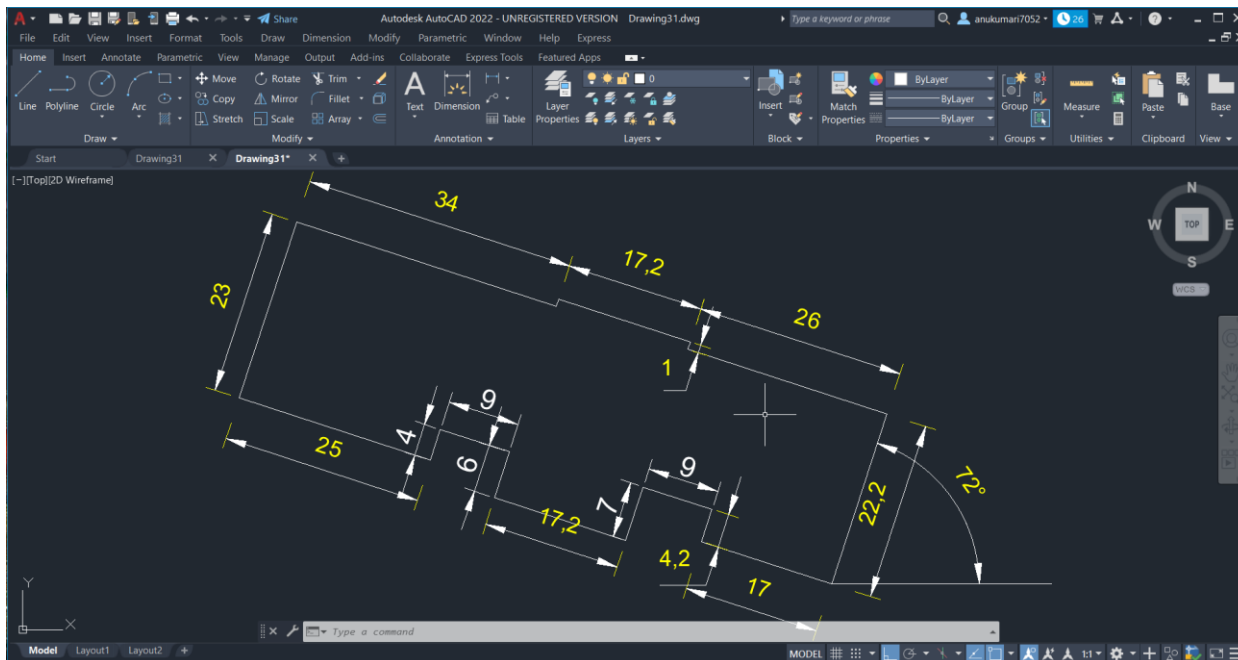 Share
Autodesk AutoCAD 2022 - UNREGISTERED VERSION Drawing31.dwg
Type a keyword or phrase
anukumari7052
26
File Edit View Insert Format Tools Draw Dimension Modify Parametric Window Help Express
Home Insert Annotate Parametric View Manage Output Add-ins Collaborate Express Tools Featured Apps
Line Polyline Circle Arc
Move Rotate Trim
Copy Mirror Fillet
Stretch Scale Array
Text Dimension
Table
Layer Properties
0
Insert
Match Properties
ByLayer
ByLayer
ByLayer
Group
Measure
Paste
Base
Draw Modify Annotation Layers Block Properties Groups Utilities Clipboard View
Start Drawing31 Drawing31*
[-][Top][2D Wireframe]
N
W TOP E
S
WCS
34
17,2
26
23
1
9
4
25
6
9
7
17,2
4,2
17
22,2
72°
Y
X
Type a command
Model Layout1 Layout2 +
MODEL
1:1